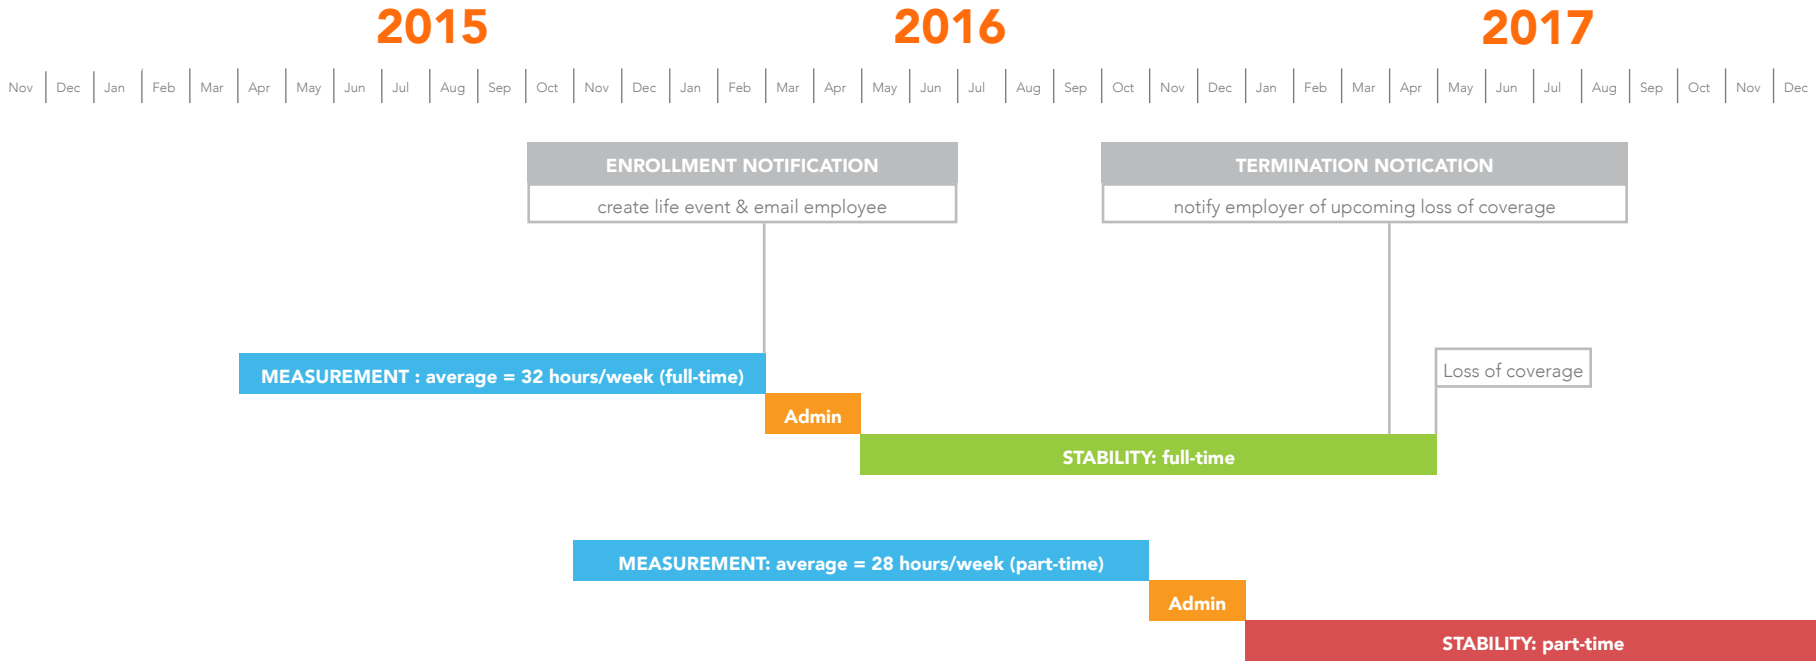 2015 2016 2017
Nov Dec Jan Feb Mar Apr May Jun Jul Aug Sep Oct Nov Dec Jan Feb Mar Apr May Jun Jul Aug Sep Oct Nov Dec Jan Feb Mar Apr May Jun Jul Aug Sep Oct Nov Dec
ENROLLMENT NOTIFICATION
create life event & email employee
TERMINATION NOTICATION
notify employer of upcoming loss of coverage
MEASUREMENT : average = 32 hours/week (full-time)
Loss of coverage
Admin
STABILITY: full-time
MEASUREMENT: average = 28 hours/week (part-time)
Admin
STABILITY: part-time